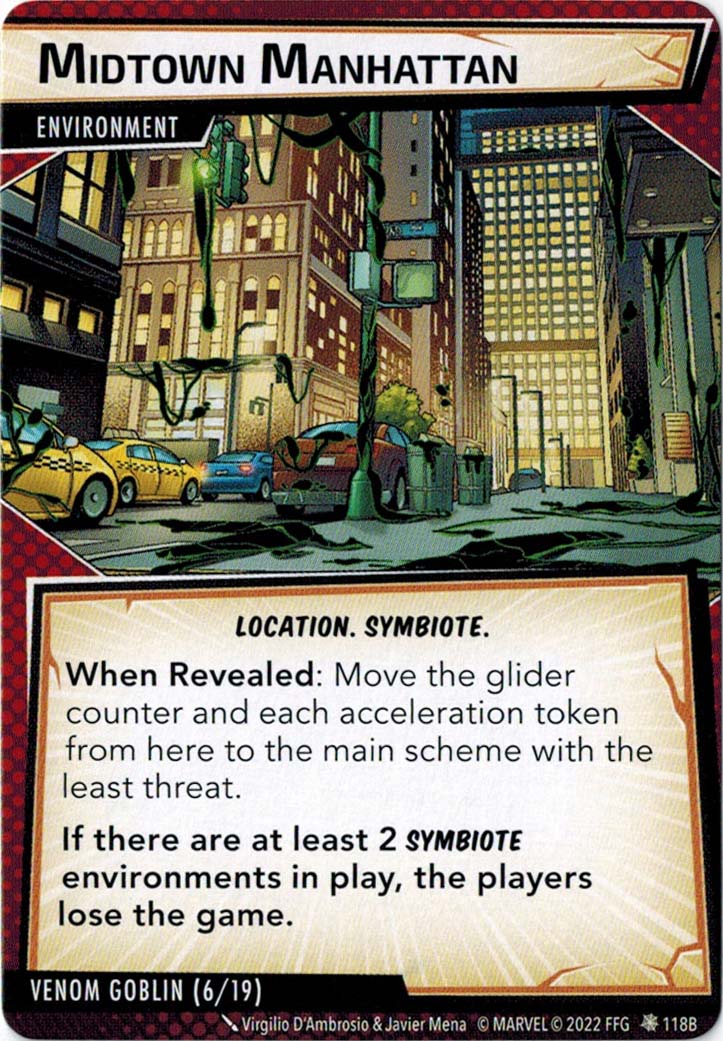 MIDTOWN MANHATTAN
ENVIRONMENT
LOCATION. SYMBIOTE.
When Revealed: Move the glider
counter and each acceleration token
from here to the main scheme with the
least threat.
If there are at least 2 SYMBIOTE
environments in play, the players
lose the game.
VENOM GOBLIN (6/19)
Virgilio D'Ambrosio & Javier Mena © MARVEL © 2022 FFG 118B